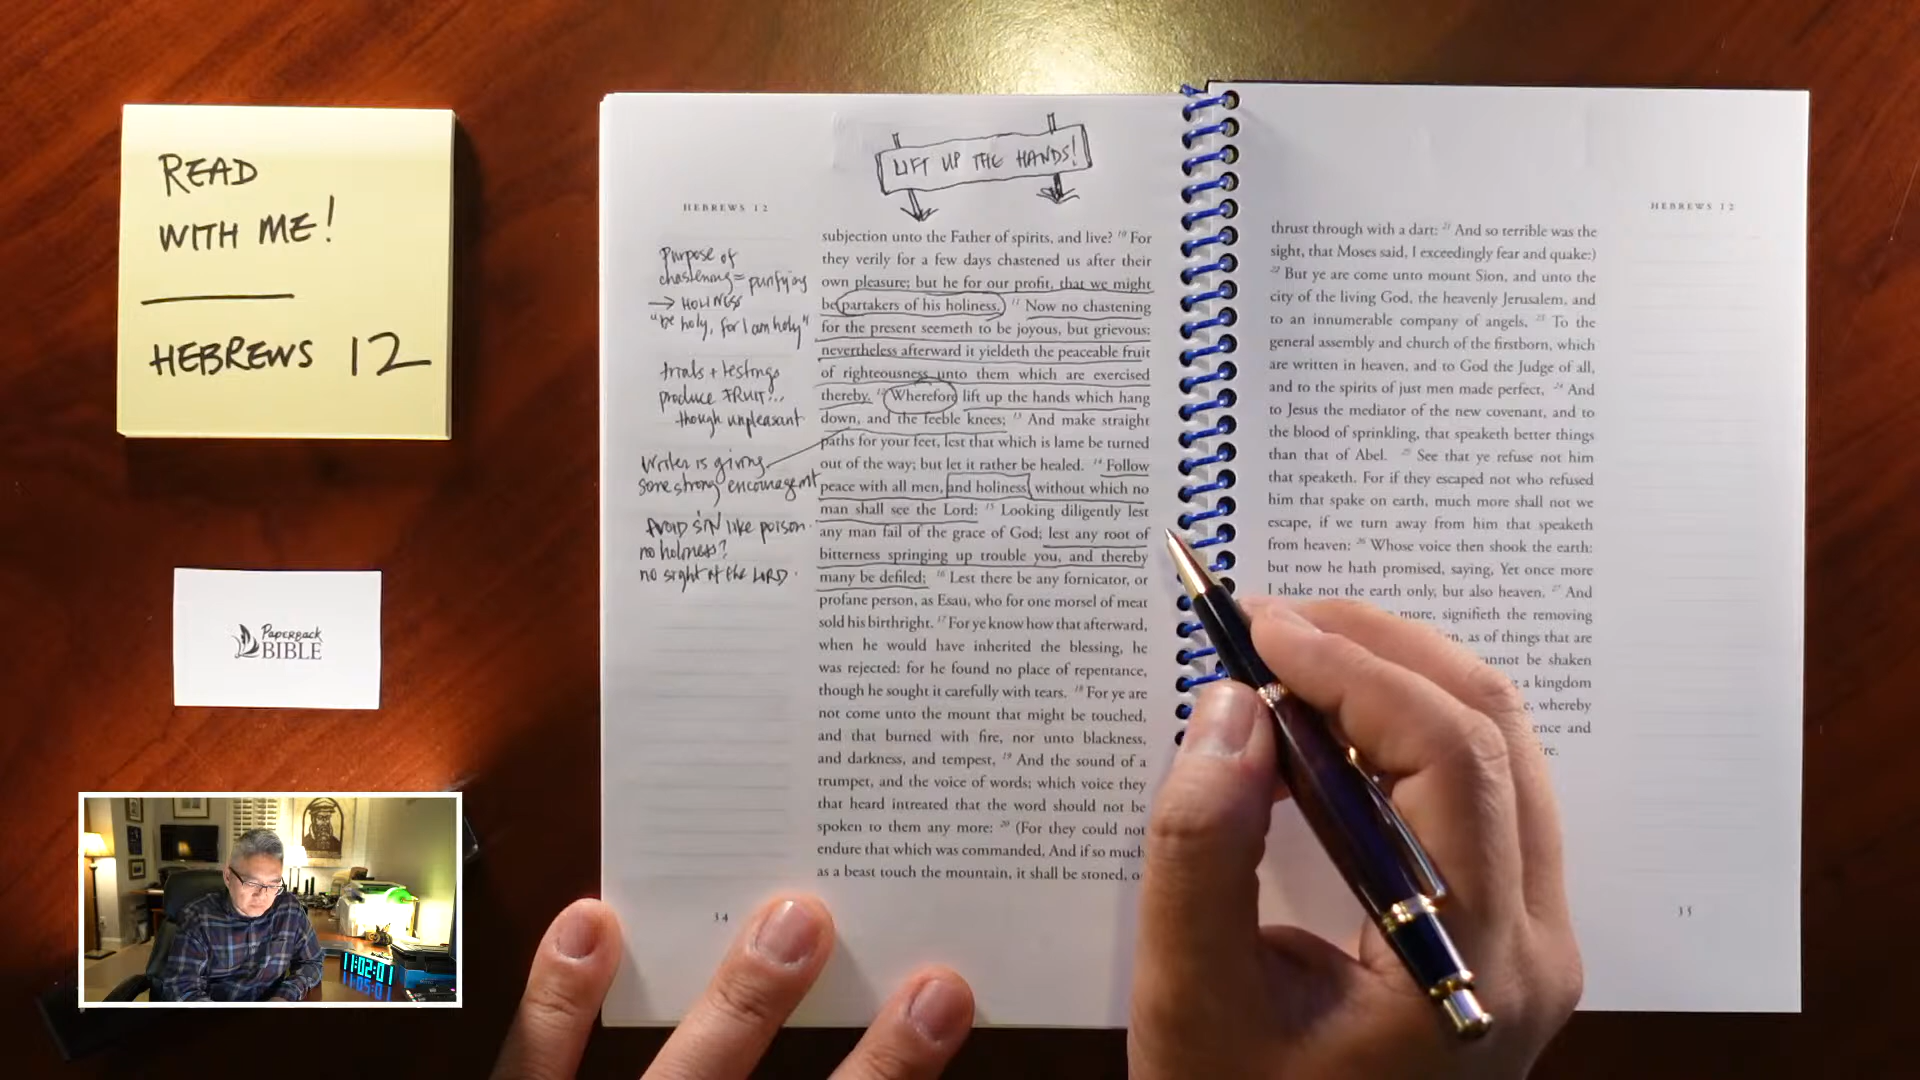 READ
WITH ME!
HEBREWS 12
Paperback
BIBLE
11:02:01
LIFT UP THE HANDS!
HEBREWS 12
Purpose of
chastening = purifying
→ HOLINESS
"be holy, for I am holy"
trials + testings
produce FRUIT...
though unpleasant
Writer is giving
some strong encouragemt
AVOID SIN like poison.
no holiness?
no sight of the LORD.
subjection unto the Father of spirits, and live? 10 For
they verily for a few days chastened us after their
own pleasure; but he for our profit, that we might
be partakers of his holiness. 11 Now no chastening
for the present seemeth to be joyous, but grievous:
nevertheless afterward it yieldeth the peaceable fruit
of righteousness unto them which are exercised
thereby. 12 Wherefore lift up the hands which hang
down, and the feeble knees; 13 And make straight
paths for your feet, lest that which is lame be turned
out of the way; but let it rather be healed. 14 Follow
peace with all men, and holiness, without which no
man shall see the Lord: 15 Looking diligently lest
any man fail of the grace of God; lest any root of
bitterness springing up trouble you, and thereby
many be defiled; 16 Lest there be any fornicator, or
profane person, as Esau, who for one morsel of meat
sold his birthright. 17 For ye know how that afterward,
when he would have inherited the blessing, he
was rejected: for he found no place of repentance,
though he sought it carefully with tears. 18 For ye are
not come unto the mount that might be touched,
and that burned with fire, nor unto blackness,
and darkness, and tempest, 19 And the sound of a
trumpet, and the voice of words; which voice they
that heard intreated that the word should not be
spoken to them any more: 20 (For they could not
endure that which was commanded, And if so much
as a beast touch the mountain, it shall be stoned, o
34
HEBREWS 12
thrust through with a dart: 21 And so terrible was the
sight, that Moses said, I exceedingly fear and quake:)
22 But ye are come unto mount Sion, and unto the
city of the living God, the heavenly Jerusalem, and
to an innumerable company of angels, 23 To the
general assembly and church of the firstborn, which
are written in heaven, and to God the Judge of all,
and to the spirits of just men made perfect, 24 And
to Jesus the mediator of the new covenant, and to
the blood of sprinkling, that speaketh better things
than that of Abel. 25 See that ye refuse not him
that speaketh. For if they escaped not who refused
him that spake on earth, much more shall not we
escape, if we turn away from him that speaketh
from heaven: 26 Whose voice then shook the earth:
but now he hath promised, saying, Yet once more
I shake not the earth only, but also heaven. 27 And
more, signifieth the removing
n, as of things that are
annot be shaken
a kingdom
e, whereby
ence and
ire.
35